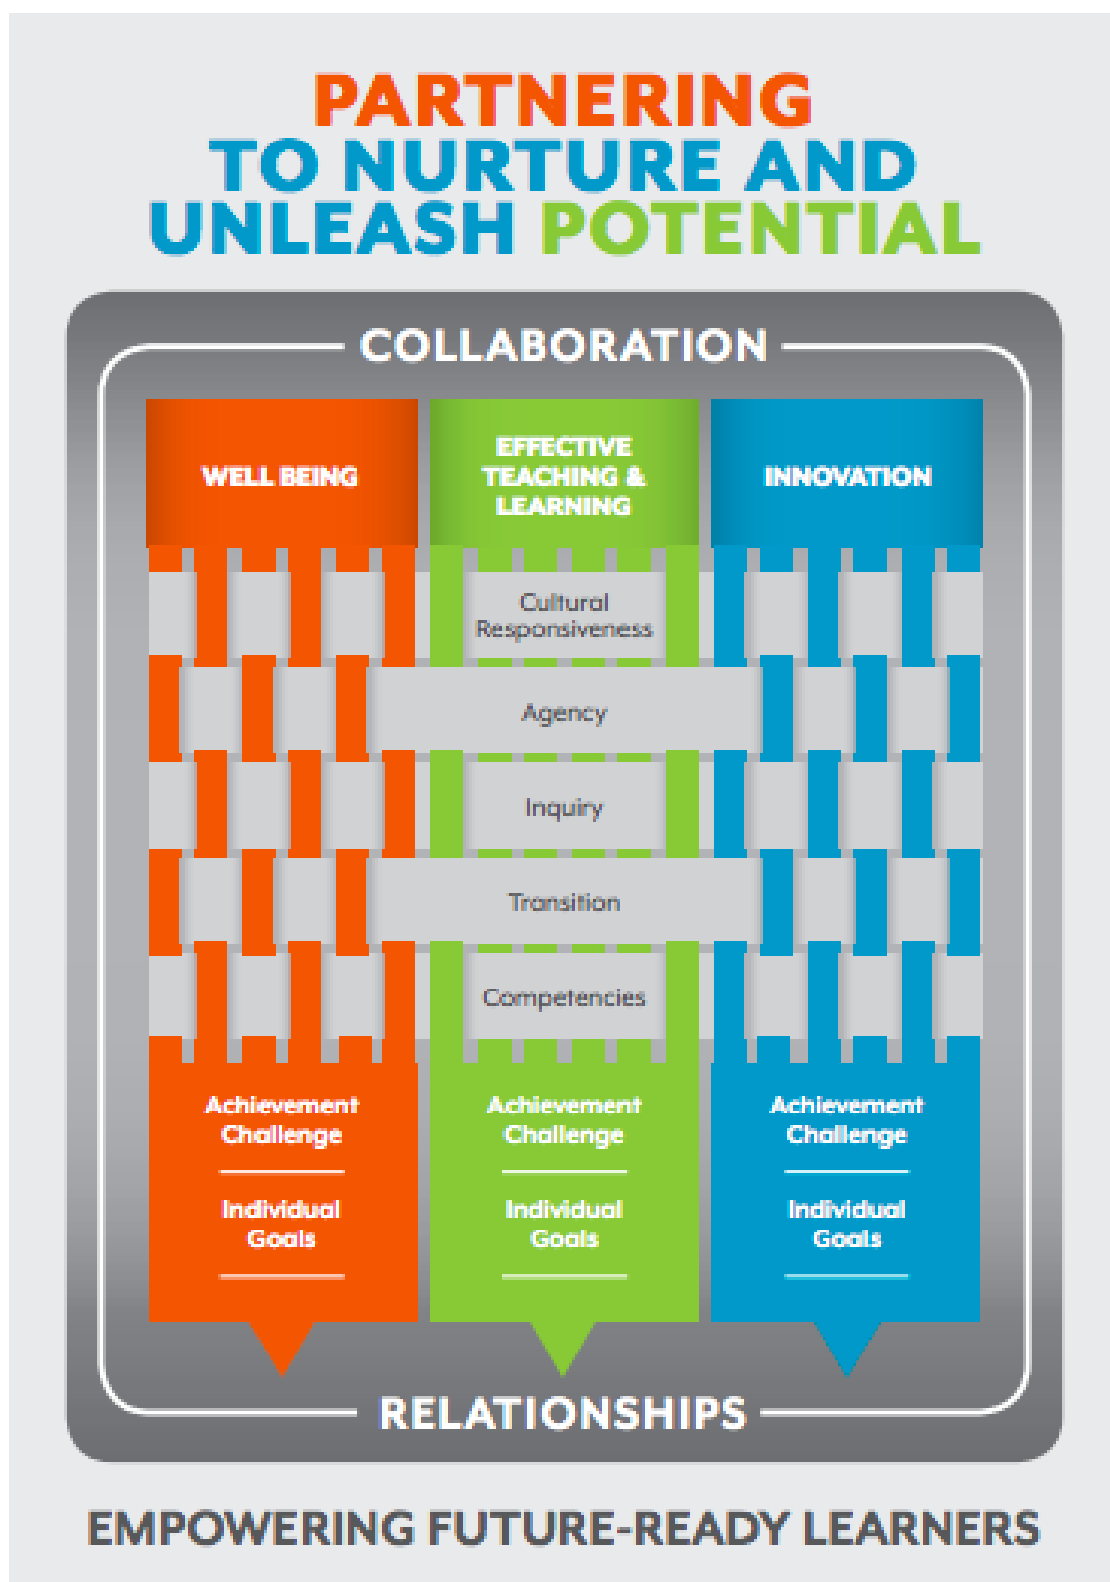 PARTNERING
TO NURTURE AND
UNLEASH POTENTIAL
COLLABORATION
WELL BEING
EFFECTIVE
TEACHING &
LEARNING
INNOVATION
Cultural
Responsiveness
Agency
Inquiry
Transition
Competencies
Achievement
Challenge
Individual
Goals
Achievement
Challenge
Individual
Goals
Achievement
Challenge
Individual
Goals
RELATIONSHIPS
EMPOWERING FUTURE-READY LEARNERS